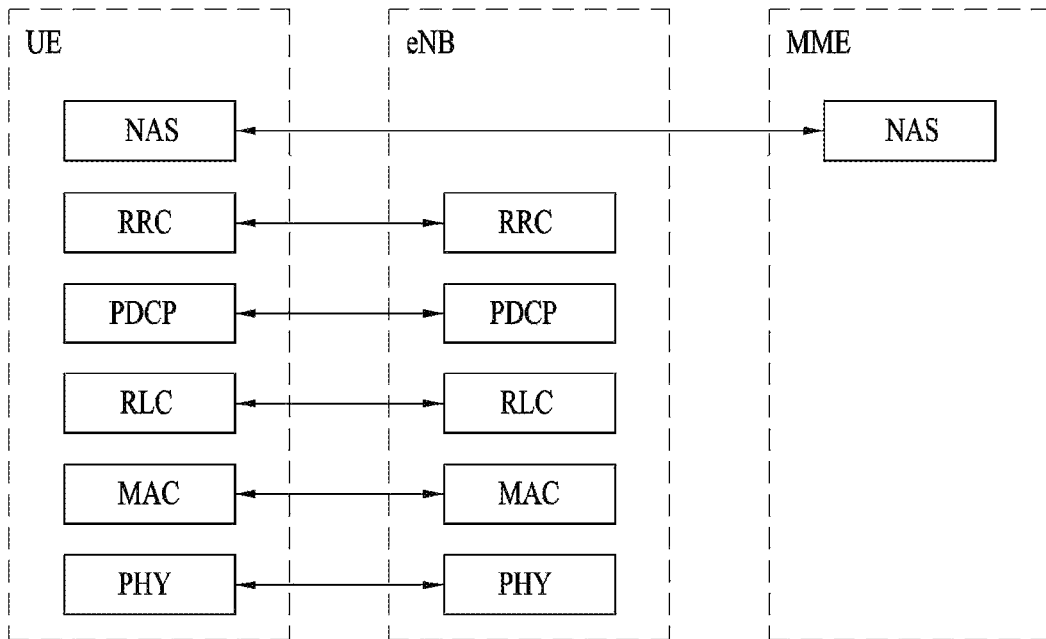 UE eNB MME
NAS NAS
RRC RRC
PDCP PDCP
RLC RLC
MAC MAC
PHY PHY